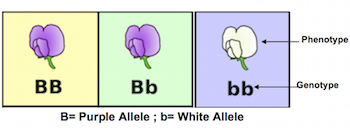 Phenotype
BB Bb bb
Genotype
B= Purple Allele ; b= White Allele